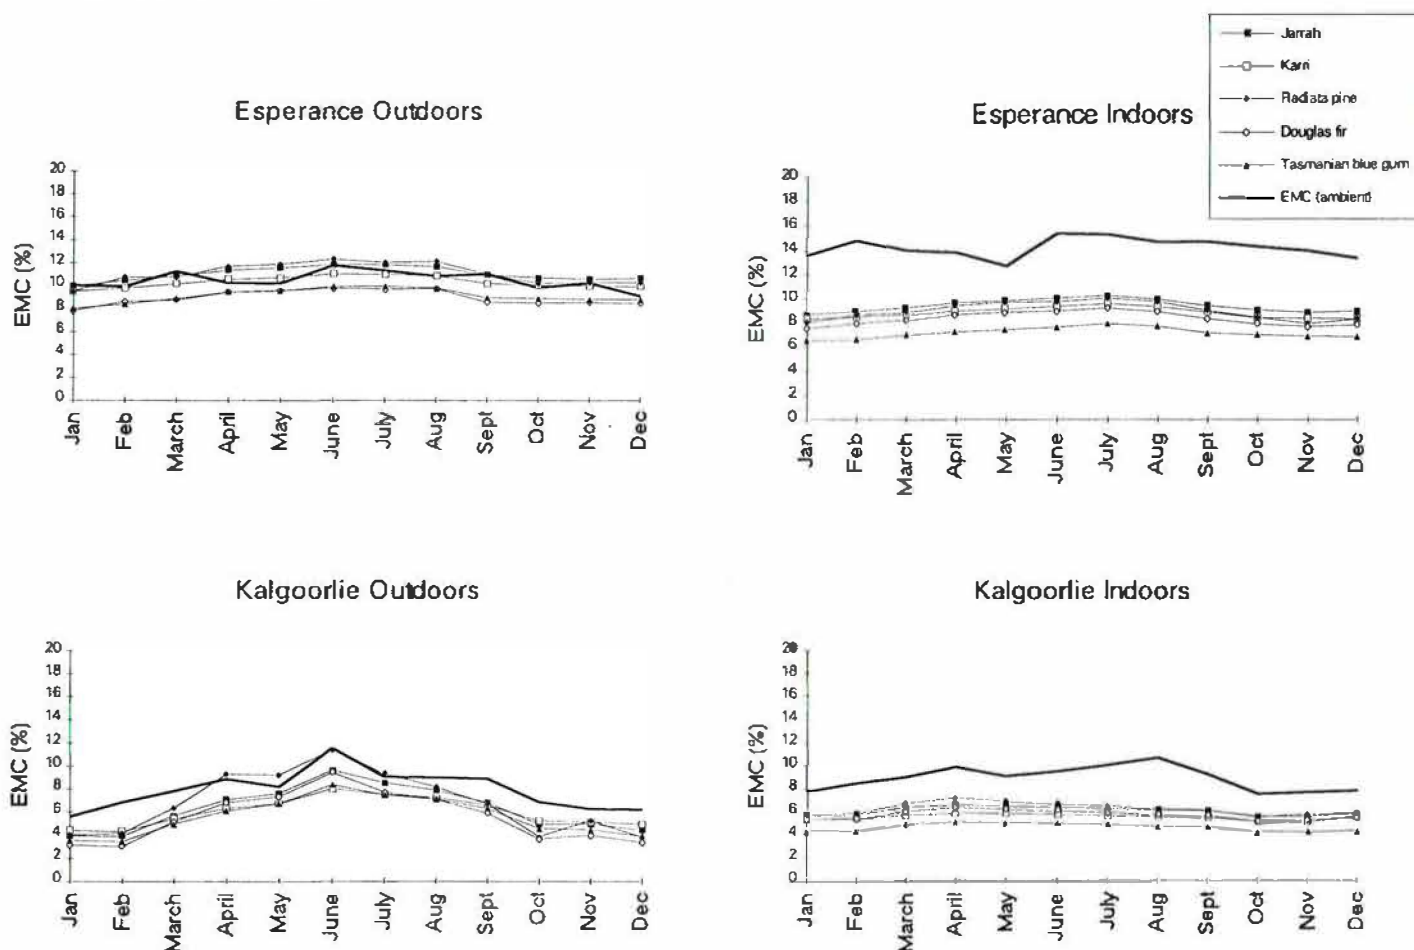 Jarrah
Karri
Radiata pine
Douglas fir
Tasmanian blue gum
EMC (ambient)
Esperance Outdoors
EMC (%)
20
18
16
14
12
10
8
6
4
2
0
Jan
Feb
March
April
May
June
July
Aug
Sept
Oct
Nov
Dec
Esperance Indoors
EMC (%)
20
18
16
14
12
10
8
6
4
2
0
Jan
Feb
March
April
May
June
July
Aug
Sept
Oct
Nov
Dec
Kalgoorlie Outdoors
EMC (%)
20
18
16
14
12
10
8
6
4
2
0
Jan
Feb
March
April
May
June
July
Aug
Sept
Oct
Nov
Dec
Kalgoorlie Indoors
EMC (%)
20
18
16
14
12
10
8
6
4
2
0
Jan
Feb
March
April
May
June
July
Aug
Sept
Oct
Nov
Dec